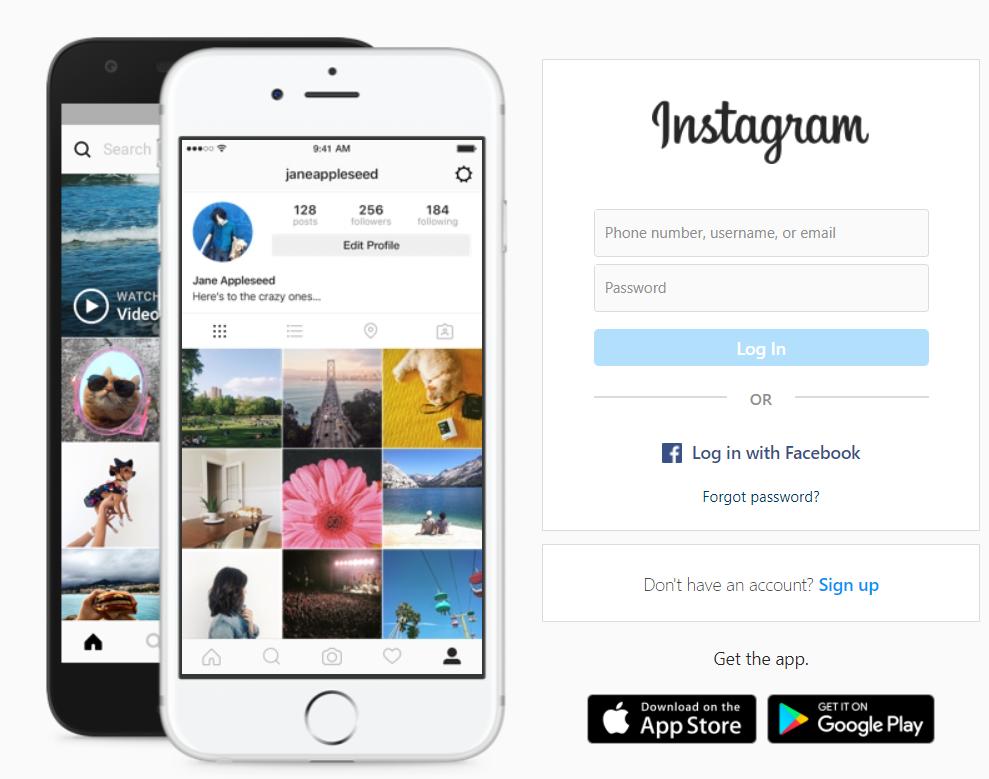 Search
WATCH
Video
9:41 AM
janeappleseed
128
posts
256
followers
184
following
Edit Profile
Jane Appleseed
Here's to the crazy ones...
Instagram
Phone number, username, or email
Password
Log In
OR
Log in with Facebook
Forgot password?
Don't have an account? Sign up
Get the app.
Download on the
App Store
GET IT ON
Google Play